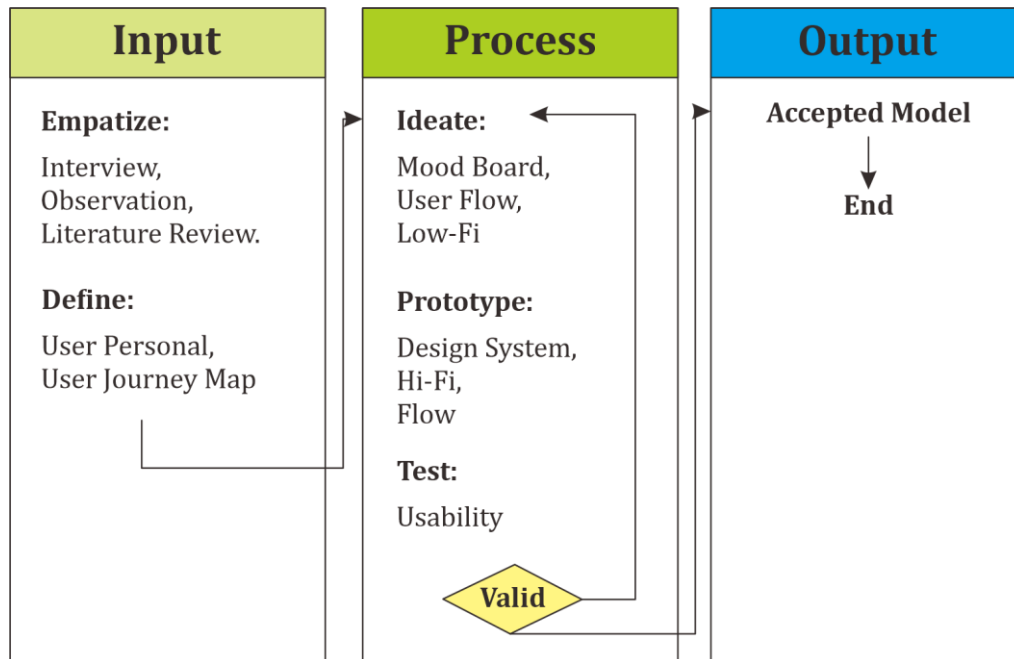 Input
Empatize:
Interview,
Observation,
Literature Review.
Define:
User Personal,
User Journey Map
Process
Ideate:
Mood Board,
User Flow,
Low-Fi
Prototype:
Design System,
Hi-Fi,
Flow
Test:
Usability
Valid
Output
Accepted Model
End